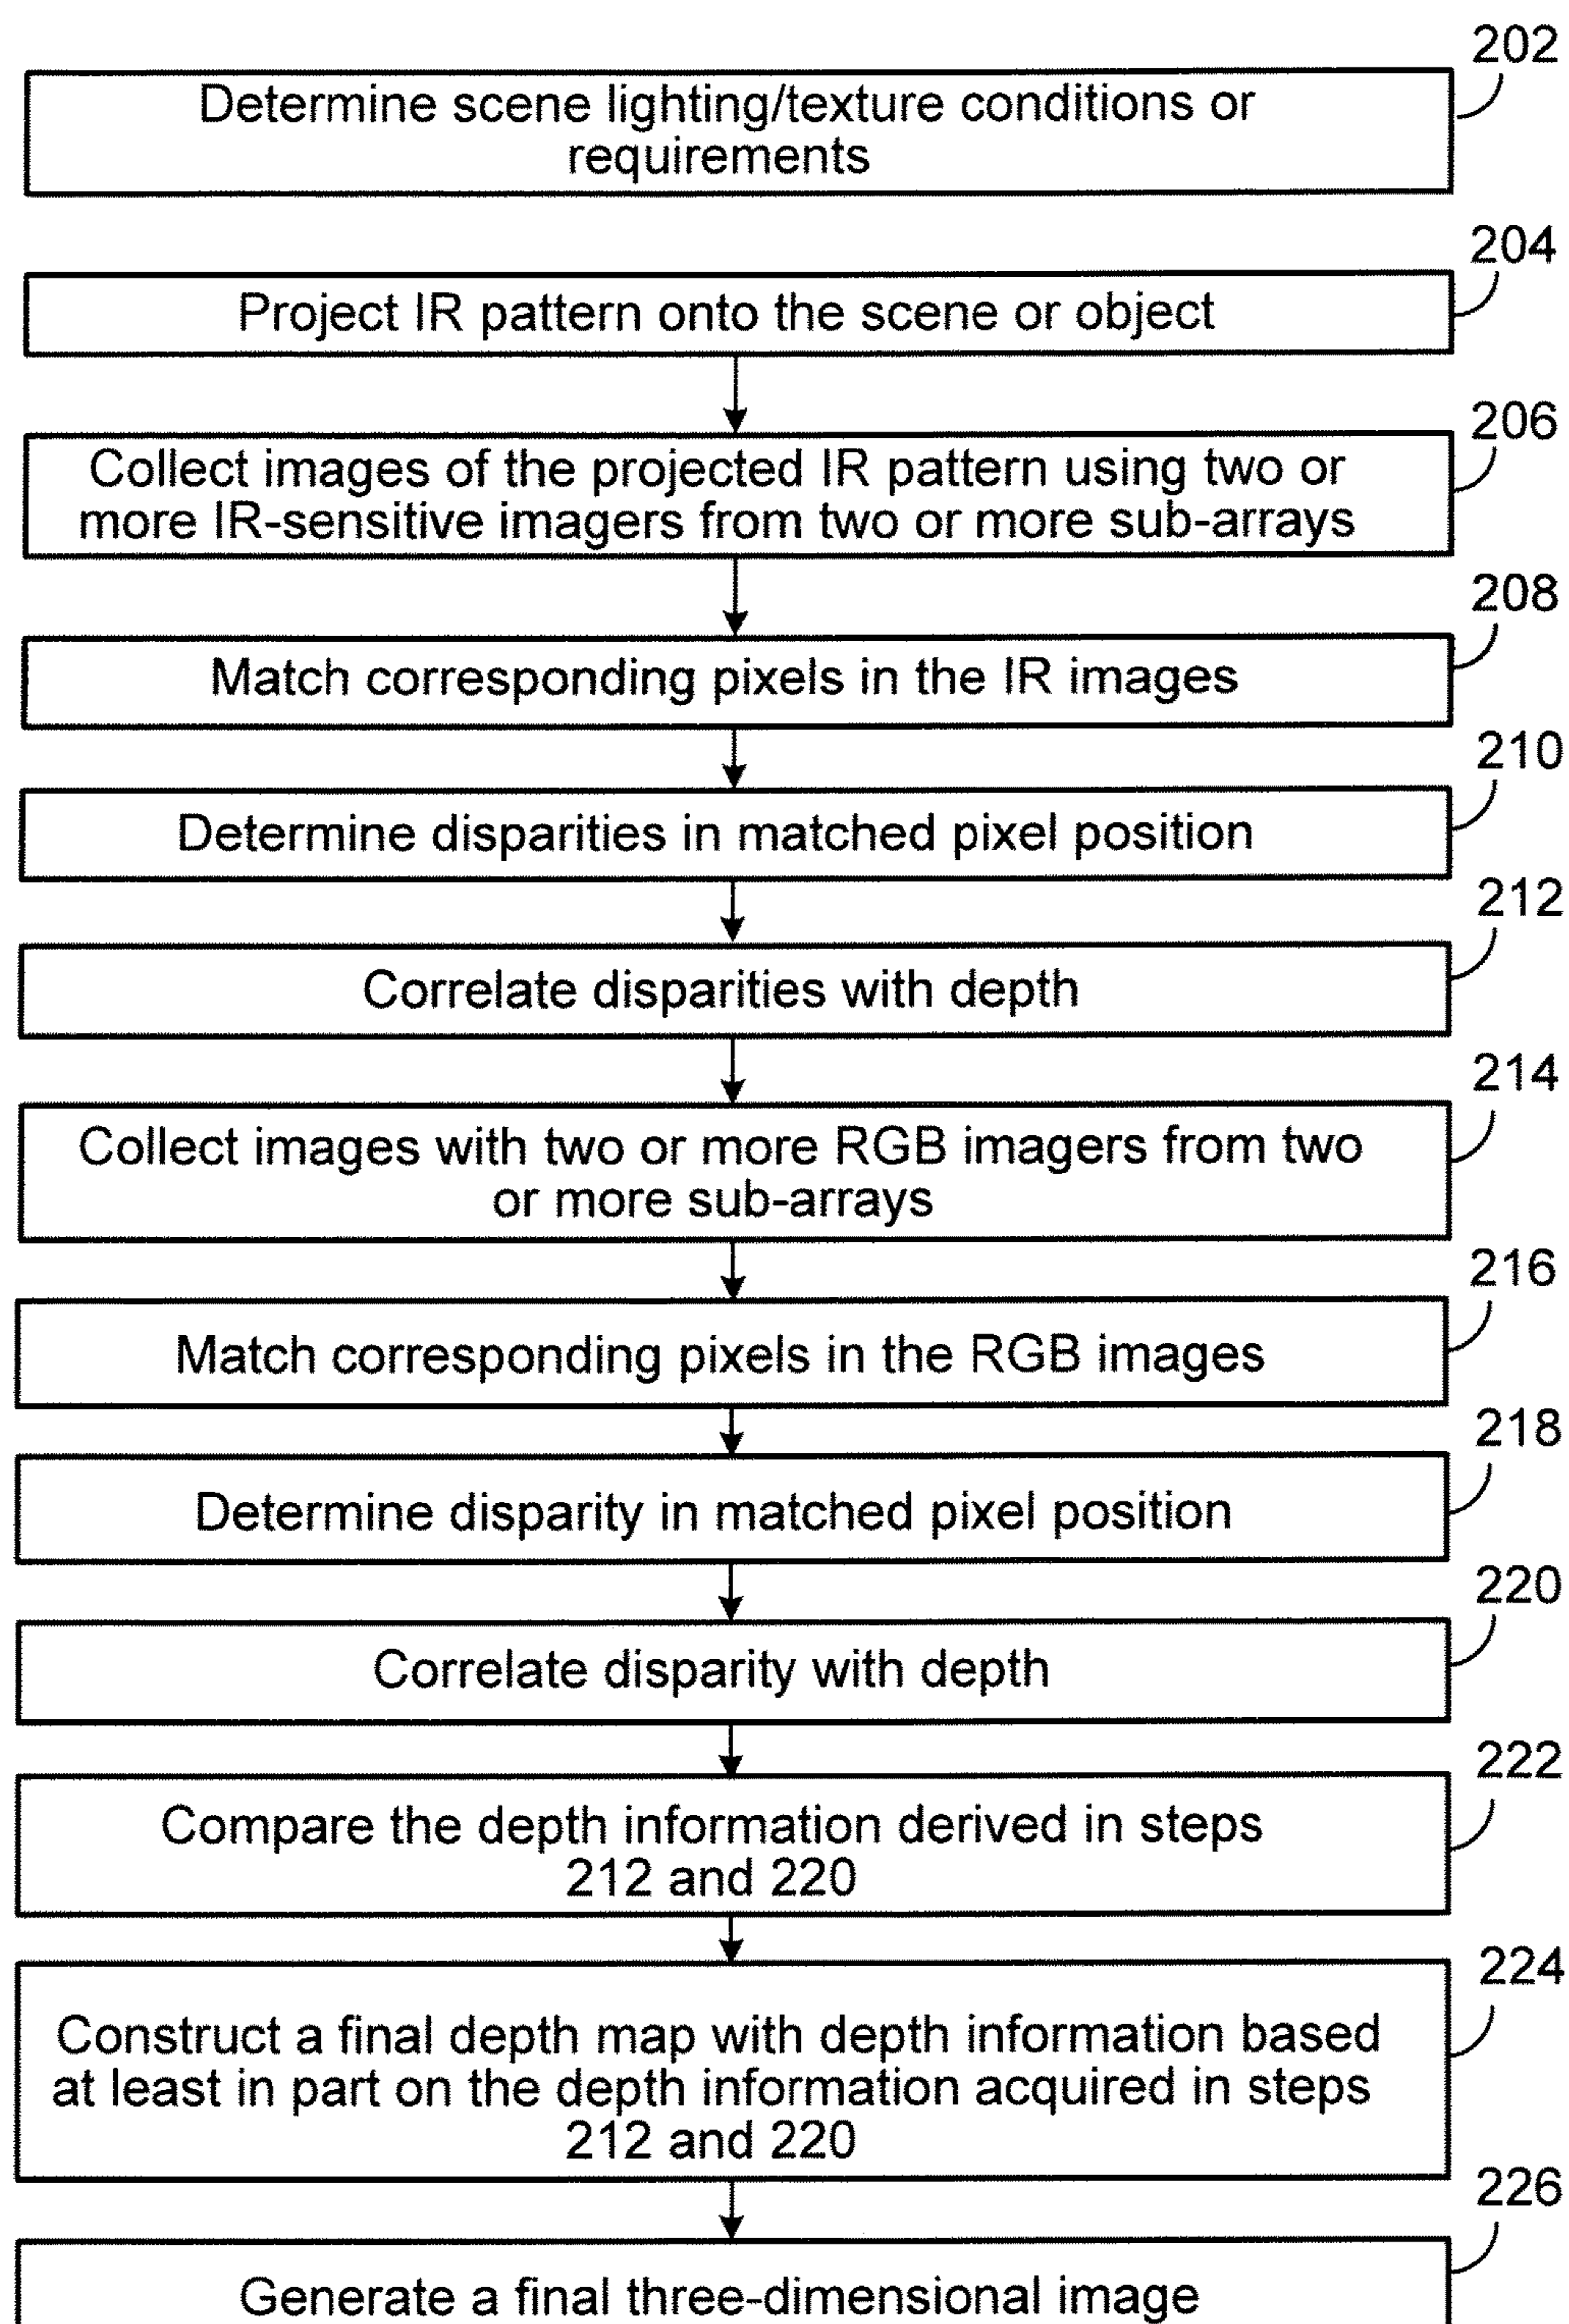 202
Determine scene lighting/texture conditions or
requirements
204
Project IR pattern onto the scene or object
206
Collect images of the projected IR pattern using two or
more IR-sensitive imagers from two or more sub-arrays
208
Match corresponding pixels in the IR images
210
Determine disparities in matched pixel position
212
Correlate disparities with depth
214
Collect images with two or more RGB imagers from two
or more sub-arrays
216
Match corresponding pixels in the RGB images
218
Determine disparity in matched pixel position
220
Correlate disparity with depth
222
Compare the depth information derived in steps
212 and 220
224
Construct a final depth map with depth information based
at least in part on the depth information acquired in steps
212 and 220
226
Generate a final three-dimensional image